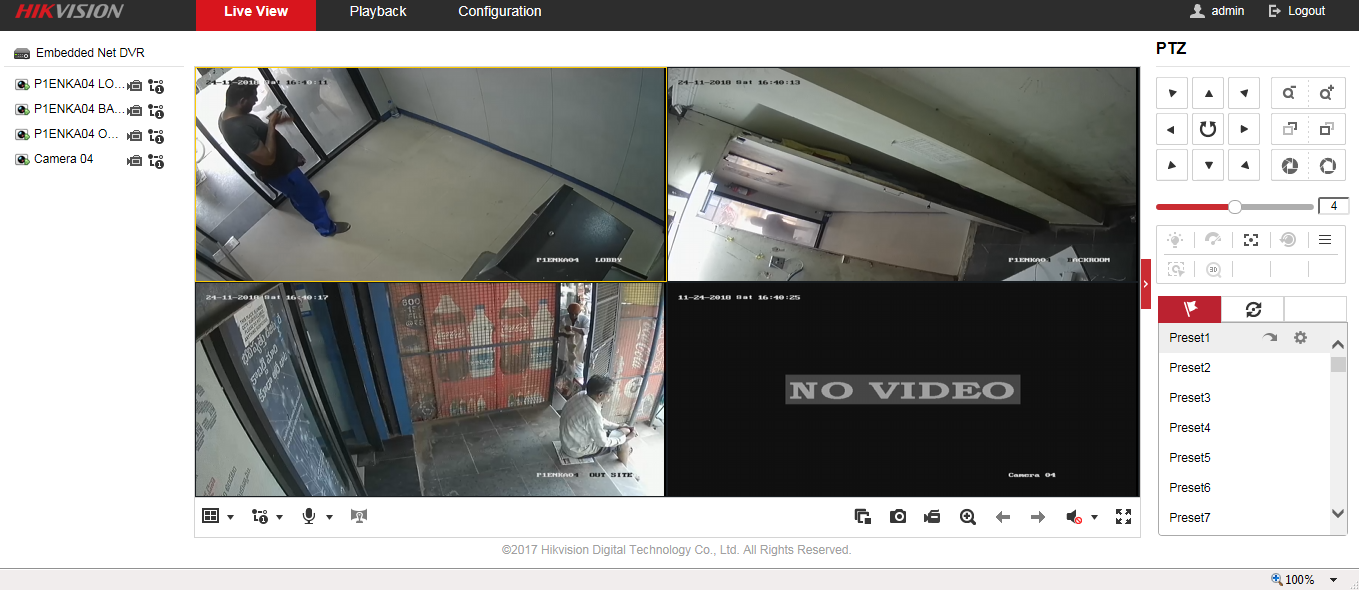 HIKVISION
Live View
Playback
Configuration
admin
Logout
Embedded Net DVR
P1ENKA04 LO...
P1ENKA04 BA...
P1ENKA04 O...
Camera 04
24-11-2018 Sat 16:40:11
P1ENKA04 LOBBY
24-11-2018 Sat 16:40:13
BACKROOM
24-11-2018 Sat 16:40:17
P1ENKA04 OUT SITE
11-24-2018 Sat 16:40:25
NO VIDEO
Camera 04
PTZ
4
3D
Preset1
Preset2
Preset3
Preset4
Preset5
Preset6
Preset7
©2017 Hikvision Digital Technology Co., Ltd. All Rights Reserved.
100%